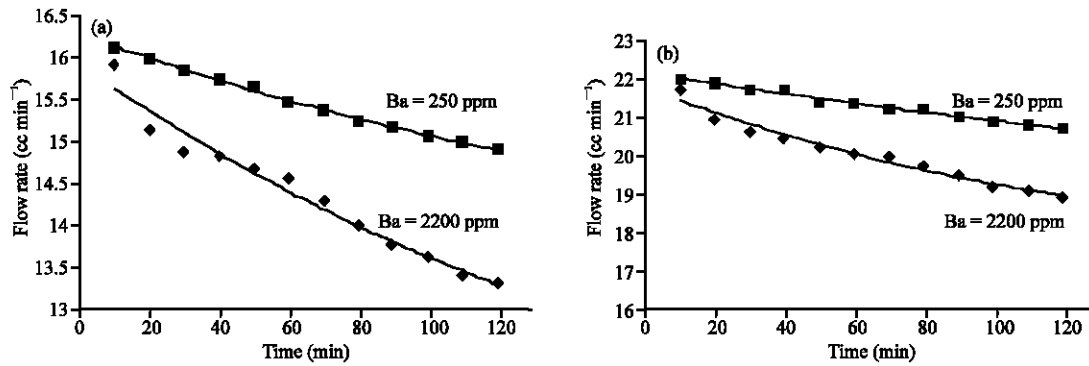 (a)
16.5
16
15.5
15
14.5
14
13.5
13
Flow rate (cc min⁻¹)
Ba = 250 ppm
Ba = 2200 ppm
0 20 40 60 80 100 120
Time (min)
(b)
23
22
21
20
19
18
17
16
Flow rate (cc min⁻¹)
Ba = 250 ppm
Ba = 2200 ppm
0 20 40 60 80 100 120
Time (min)